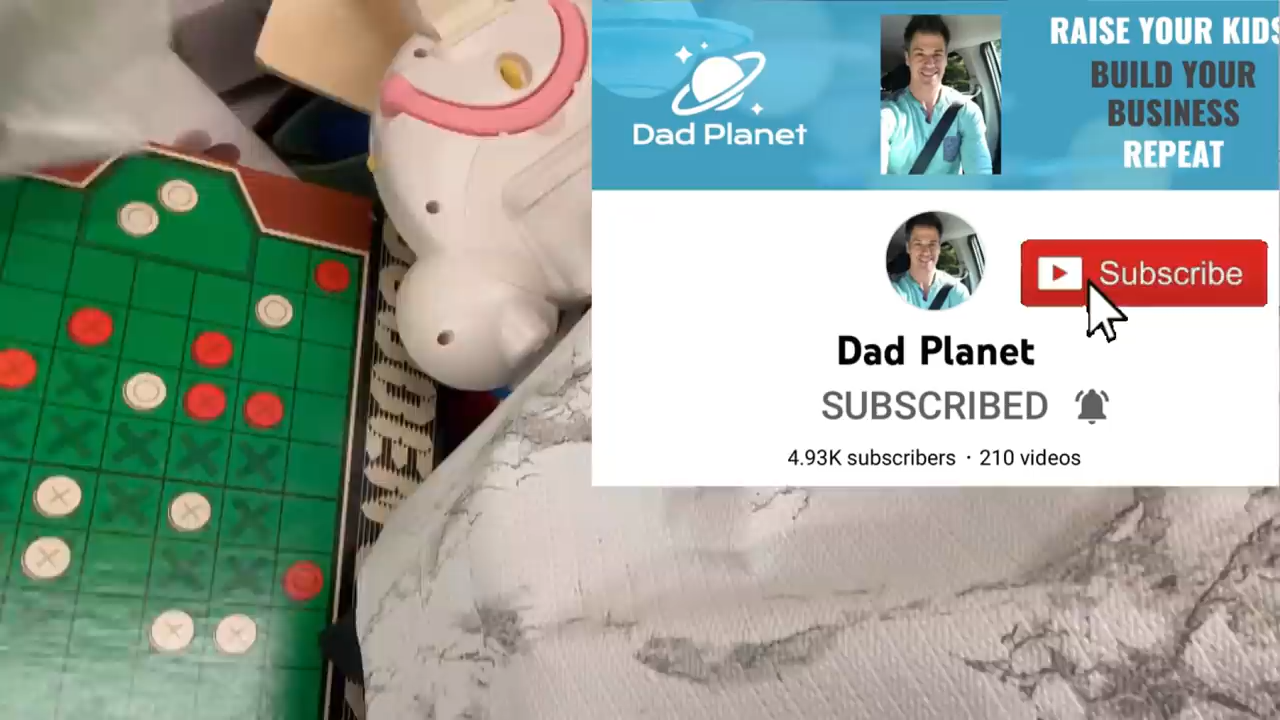 Dad Planet
RAISE YOUR KIDS
BUILD YOUR
BUSINESS
REPEAT
Subscribe
Dad Planet
SUBSCRIBED
4.93K subscribers · 210 videos